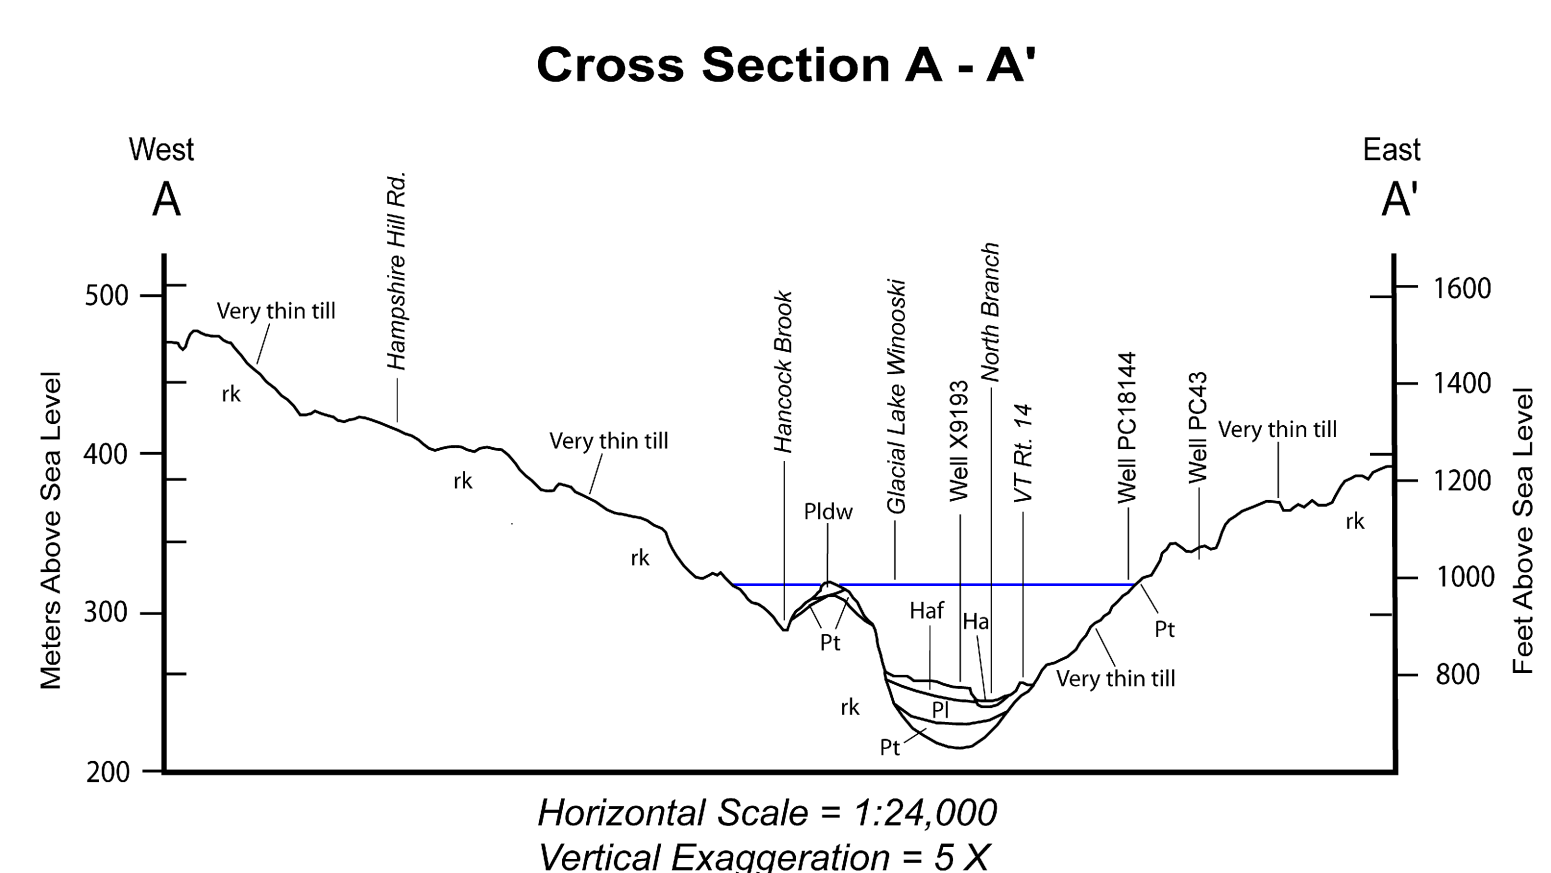 Cross Section A - A'
West
A
East
A'
Hampshire Hill Rd.
Hancock Brook
Glacial Lake Winooski
Well X9193
North Branch
VT Rt. 14
Well PC18144
Well PC43
500
400
300
200
Meters Above Sea Level
1600
1400
1200
1000
800
Feet Above Sea Level
Very thin till
rk
Very thin till
rk
rk
Pldw
Pt
Haf
Ha
Pl
rk
Pt
Very thin till
Pt
Very thin till
rk
Horizontal Scale = 1:24,000
Vertical Exaggeration = 5 X